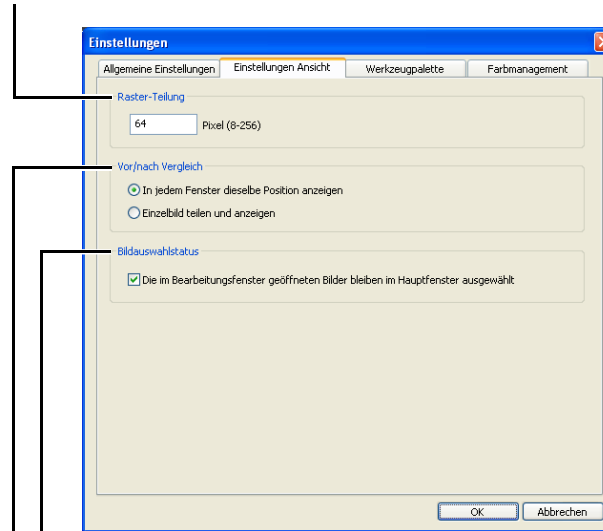 Einstellungen
Allgemeine Einstellungen Einstellungen Ansicht Werkzeugpalette Farbmanagement
Raster-Teilung
64 Pixel (8-256)
Vor/nach Vergleich
In jedem Fenster dieselbe Position anzeigen
Einzelbild teilen und anzeigen
Bildauswahlstatus
Die im Bearbeitungsfenster geöffneten Bilder bleiben im Hauptfenster ausgewählt
OK Abbrechen